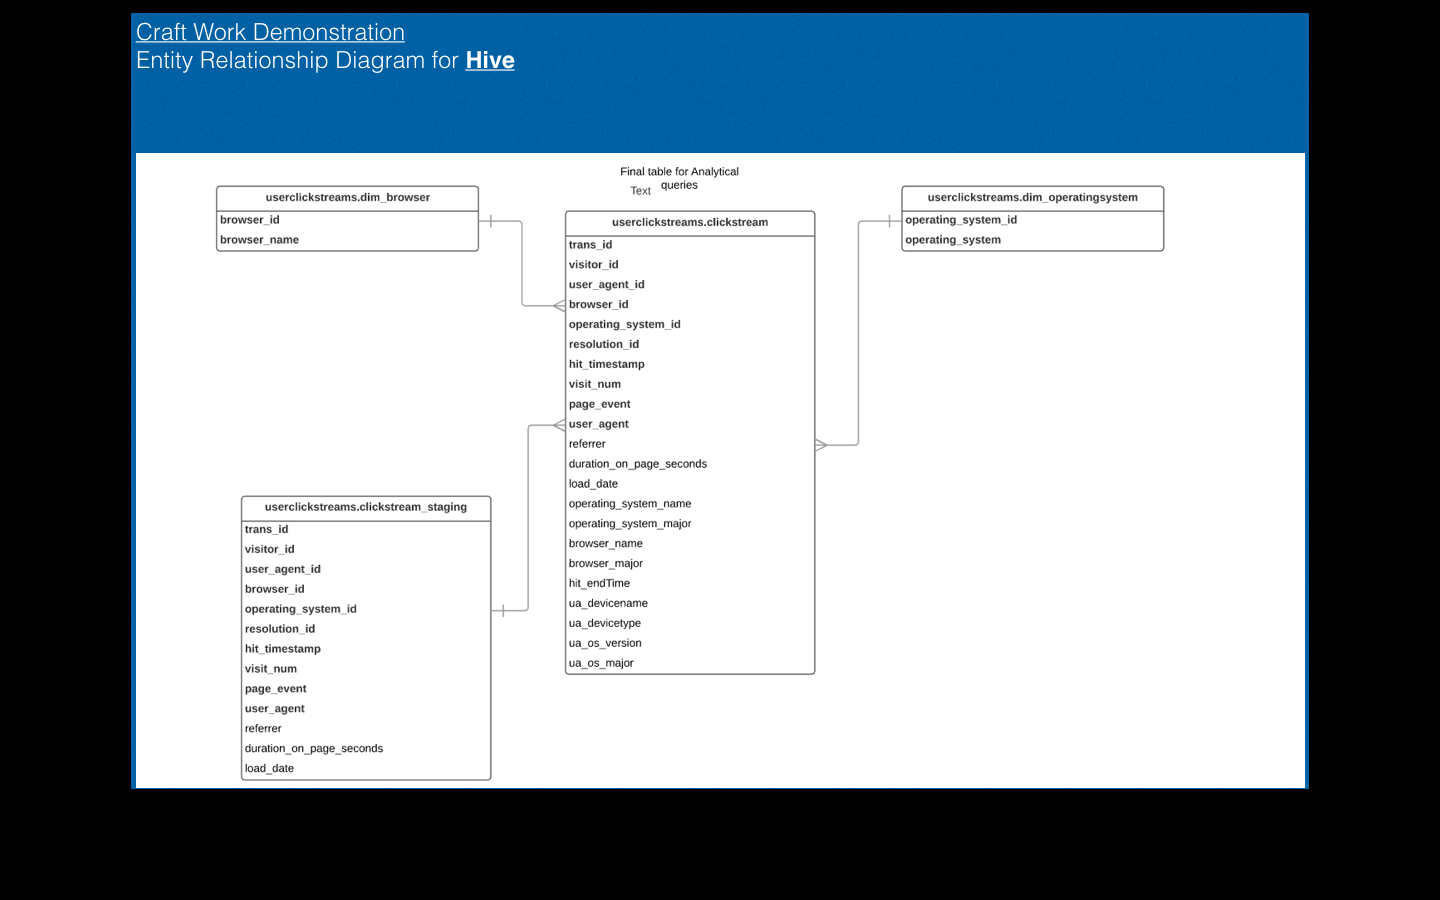 Craft Work Demonstration
Entity Relationship Diagram for Hive
Final table for Analytical
queries
Text
userclickstreams.dim_browser
browser_id
browser_name
userclickstreams.clickstream
trans_id
visitor_id
user_agent_id
browser_id
operating_system_id
resolution_id
hit_timestamp
visit_num
page_event
user_agent
referrer
duration_on_page_seconds
load_date
operating_system_name
operating_system_major
browser_name
browser_major
hit_endTime
ua_devicename
ua_devicetype
ua_os_version
ua_os_major
userclickstreams.dim_operatingsystem
operating_system_id
operating_system
userclickstreams.clickstream_staging
trans_id
visitor_id
user_agent_id
browser_id
operating_system_id
resolution_id
hit_timestamp
visit_num
page_event
user_agent
referrer
duration_on_page_seconds
load_date